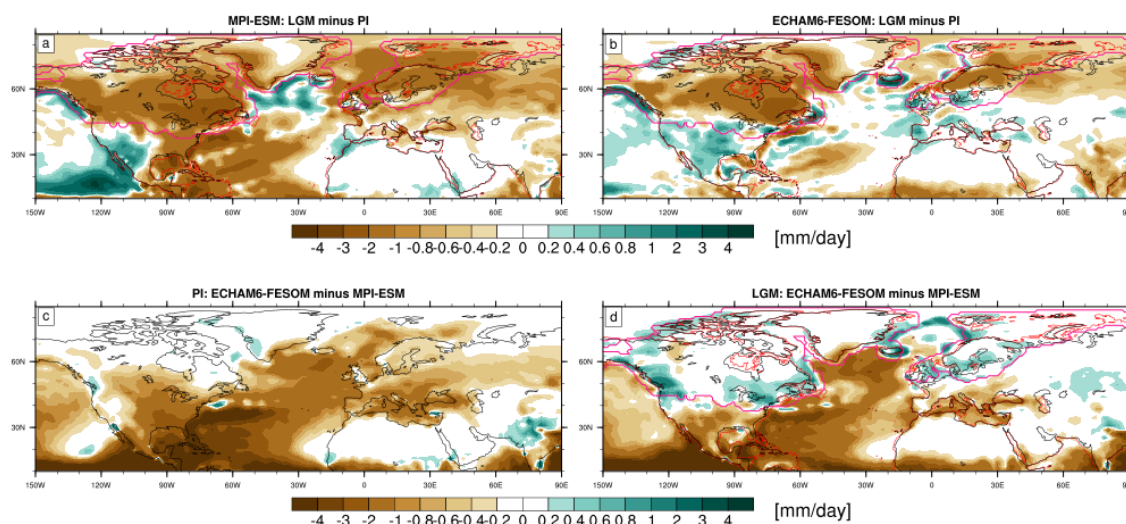 MPI-ESM: LGM minus PI
ECHAM6-FESOM: LGM minus PI
a
b
60N
30N
150W 120W 90W 60W 30W 0 30E 60E 90E
60N
30N
150W 120W 90W 60W 30W 0 30E 60E 90E
-4 -3 -2 -1 -0.8 -0.6 -0.4 -0.2 0 0.2 0.4 0.6 0.8 1 2 3 4 [mm/day]
PI: ECHAM6-FESOM minus MPI-ESM
LGM: ECHAM6-FESOM minus MPI-ESM
c
d
60N
30N
150W 120W 90W 60W 30W 0 30E 60E 90E
60N
30N
150W 120W 90W 60W 30W 0 30E 60E 90E
-4 -3 -2 -1 -0.8 -0.6 -0.4 -0.2 0 0.2 0.4 0.6 0.8 1 2 3 4 [mm/day]